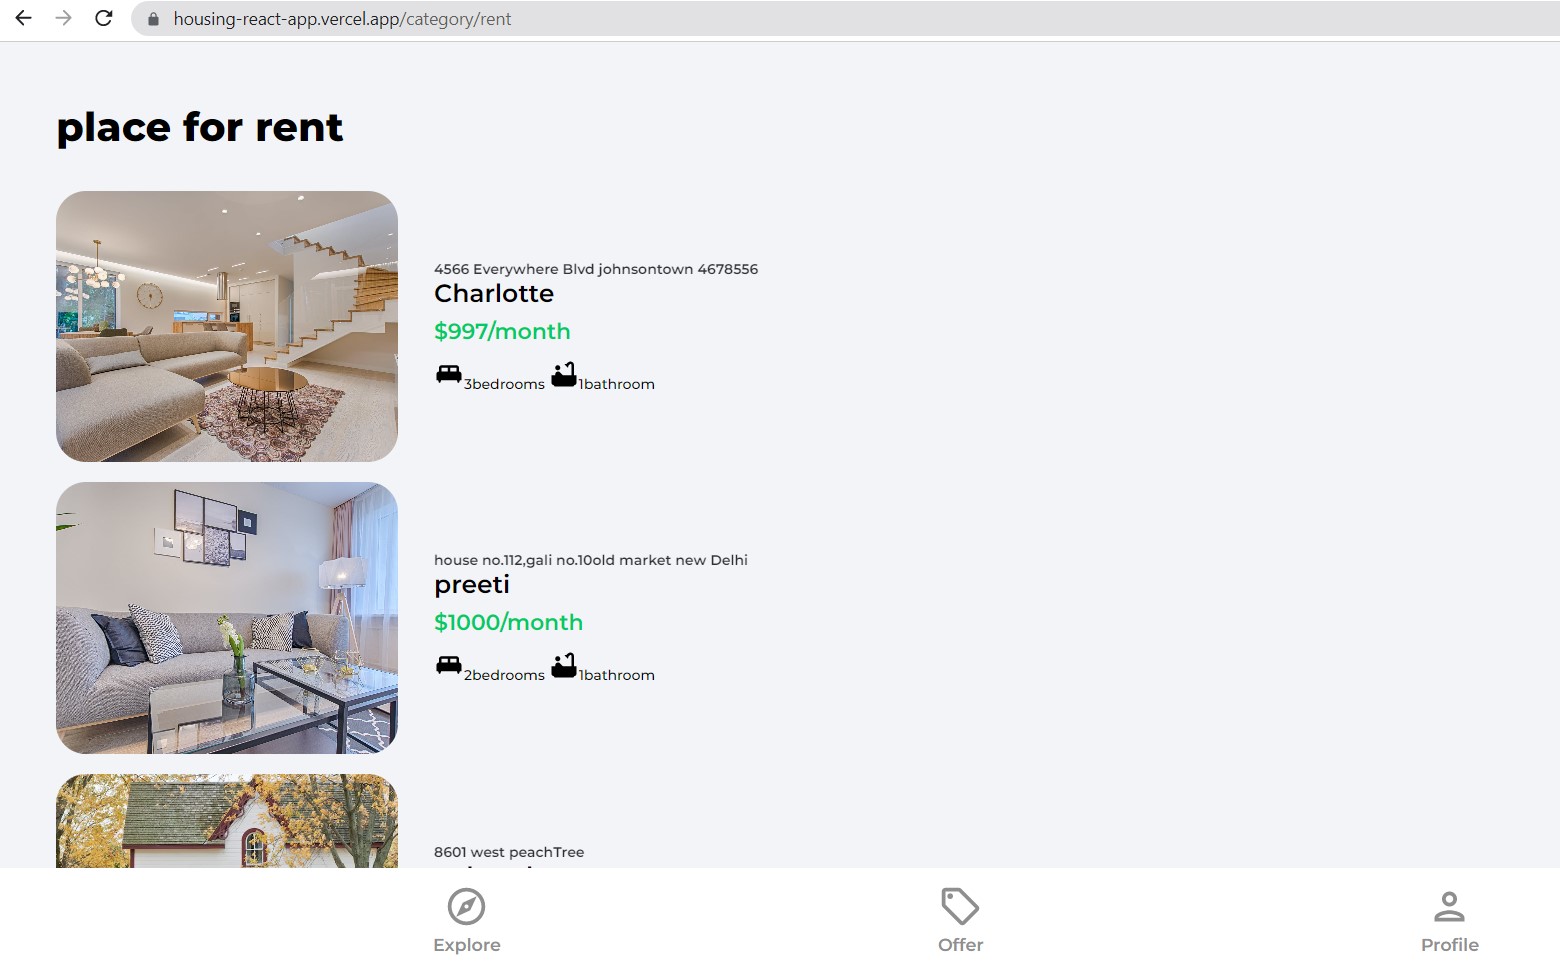 housing-react-app.vercel.app/category/rent
place for rent
4566 Everywhere Blvd johnsontown 4678556
Charlotte
$997/month
3bedrooms 1bathroom
house no.112,gali no.10old market new Delhi
preeti
$1000/month
2bedrooms 1bathroom
8601 west peachTree
Explore
Offer
Profile